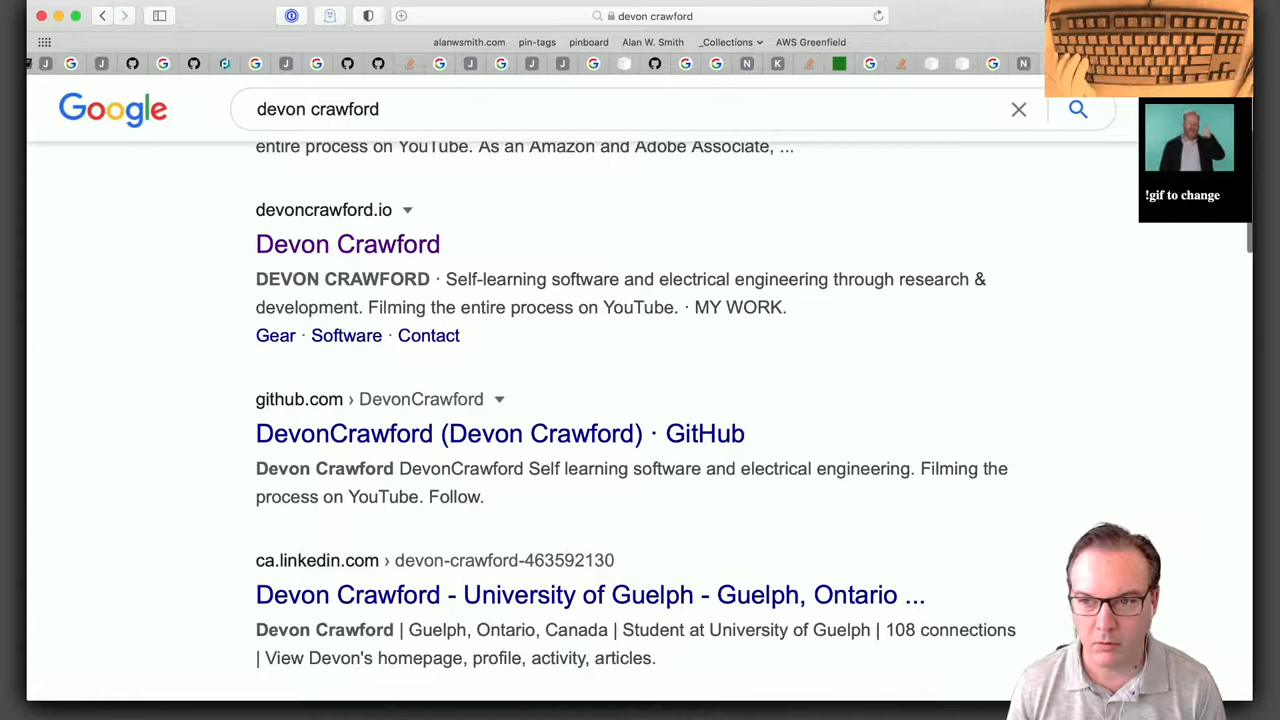 devon crawford
alanwsmith.com pin-tags pinboard Alan W. Smith _Collections AWS Greenfield
Google devon crawford
entire process on YouTube. As an Amazon and Adobe Associate, ...
!gif to change
devoncrawford.io
Devon Crawford
DEVON CRAWFORD · Self-learning software and electrical engineering through research &
development. Filming the entire process on YouTube. · MY WORK.
Gear · Software · Contact
github.com › DevonCrawford
DevonCrawford (Devon Crawford) · GitHub
Devon Crawford DevonCrawford Self learning software and electrical engineering. Filming the
process on YouTube. Follow.
ca.linkedin.com › devon-crawford-463592130
Devon Crawford - University of Guelph - Guelph, Ontario ...
Devon Crawford | Guelph, Ontario, Canada | Student at University of Guelph | 108 connections
| View Devon's homepage, profile, activity, articles.